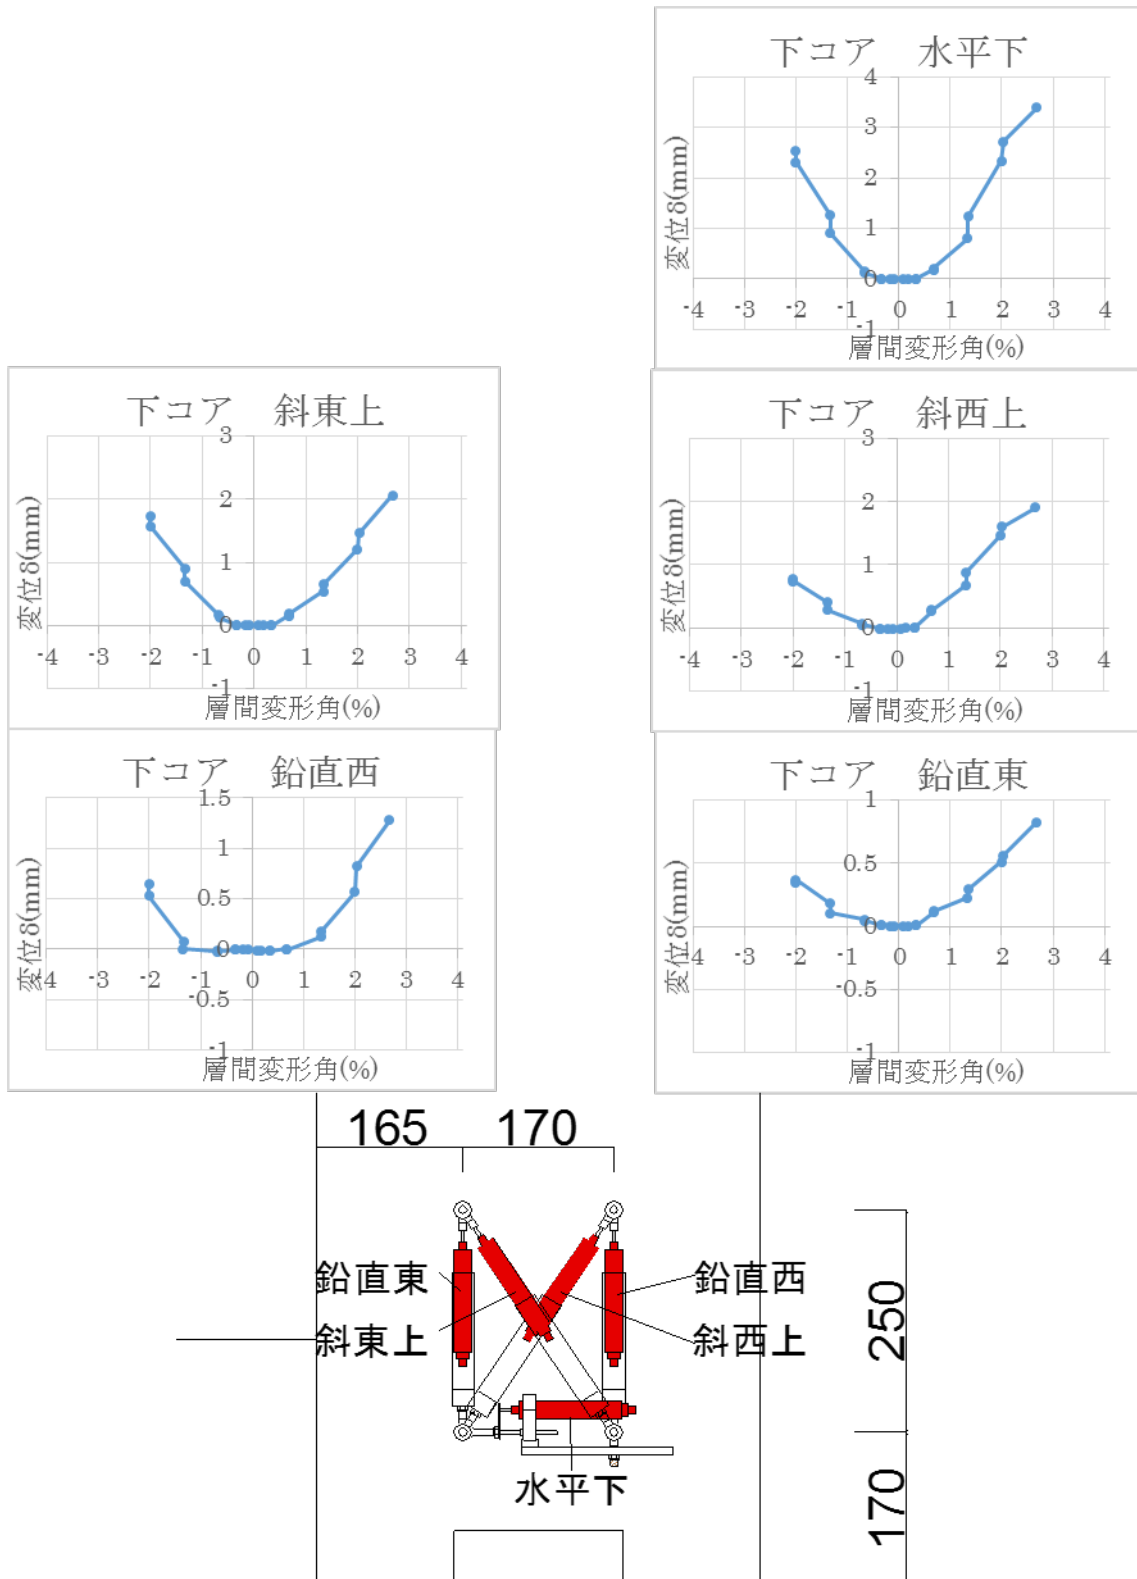 下コア　水平下
4
3
2
1
0
-1
-4 -3 -2 -1 0 1 2 3 4
変位δ(mm)
層間変形角(%)
下コア　斜東上
3
2
1
0
-1
-4 -3 -2 -1 0 1 2 3 4
変位δ(mm)
層間変形角(%)
下コア　斜西上
3
2
1
0
-1
-4 -3 -2 -1 0 1 2 3 4
変位δ(mm)
層間変形角(%)
下コア　鉛直西
1.5
1
0.5
0
-0.5
-1
-4 -3 -2 -1 0 1 2 3 4
変位δ(mm)
層間変形角(%)
下コア　鉛直東
1
0.5
0
-0.5
-1
-4 -3 -2 -1 0 1 2 3 4
変位δ(mm)
層間変形角(%)
165 170
鉛直東 鉛直西
斜東上 斜西上
250
水平下
170